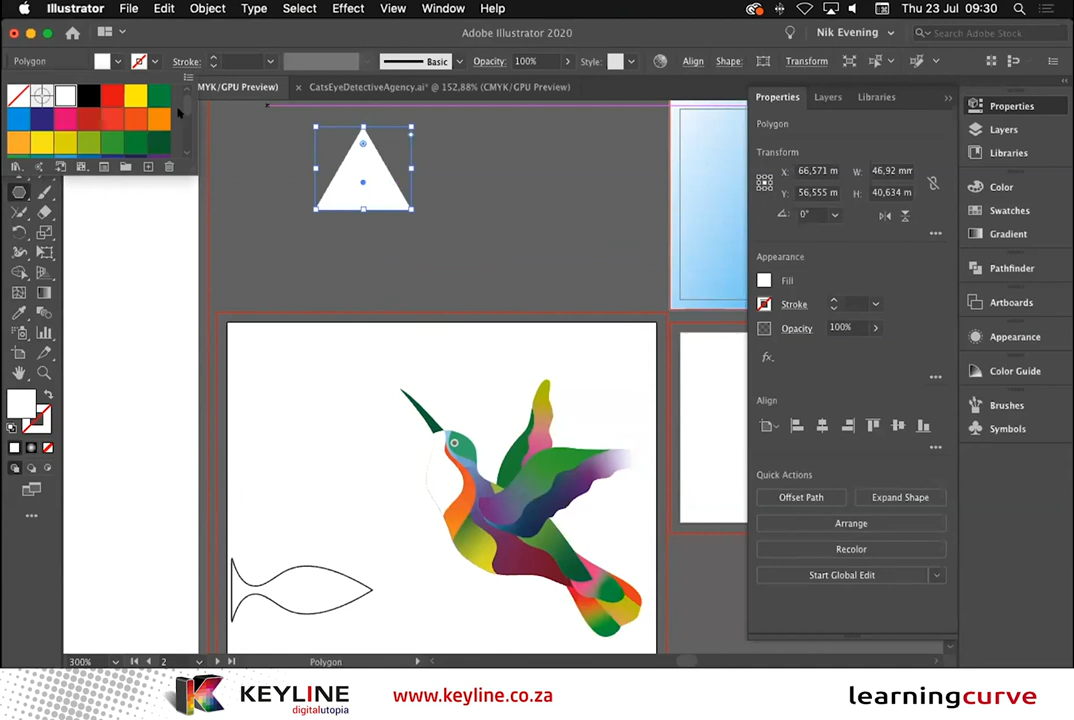 Illustrator File Edit Object Type Select Effect View Window Help Thu 23 Jul 09:30
Adobe Illustrator 2020 Nik Evening Search Adobe Stock
Polygon Stroke: Basic Opacity: 100% Style: Align Shape: Transform
MYK/GPU Preview) × CatsEyeDetectiveAgency.ai* @ 152,88% (CMYK/GPU Preview)
Properties Layers Libraries
Polygon
Transform
X: 66,571 m W: 46,92 mm
Y: 56,555 m H: 40,634 m
0°
Appearance
Fill
Stroke
Opacity 100%
fx.
Align
Quick Actions
Offset Path Expand Shape
Arrange
Recolor
Start Global Edit
Properties
Layers
Libraries
Color
Swatches
Gradient
Pathfinder
Artboards
Appearance
Color Guide
Brushes
Symbols
300% 2 Polygon
KEYLINE
digitalutopia
www.keyline.co.za
learningcurve